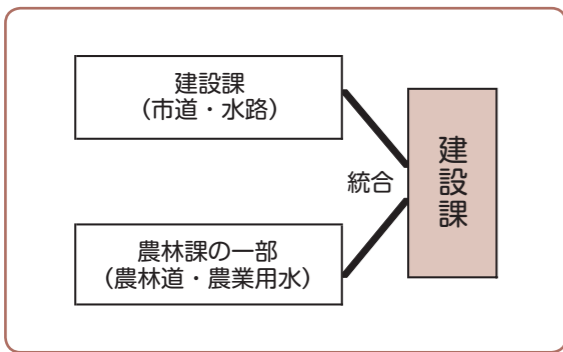 建設課
（市道・水路）
統合
農林課の一部
（農林道・農業用水）
建設課